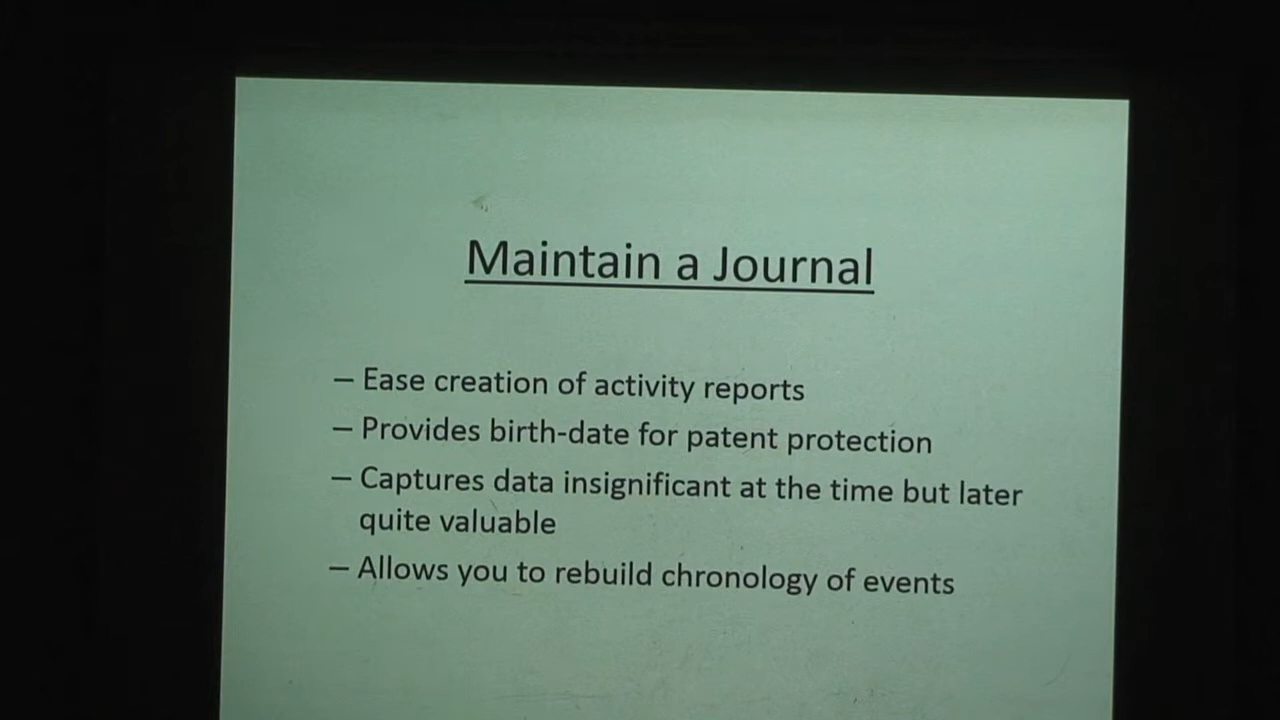 Maintain a Journal
– Ease creation of activity reports
– Provides birth-date for patent protection
– Captures data insignificant at the time but later
quite valuable
– Allows you to rebuild chronology of events